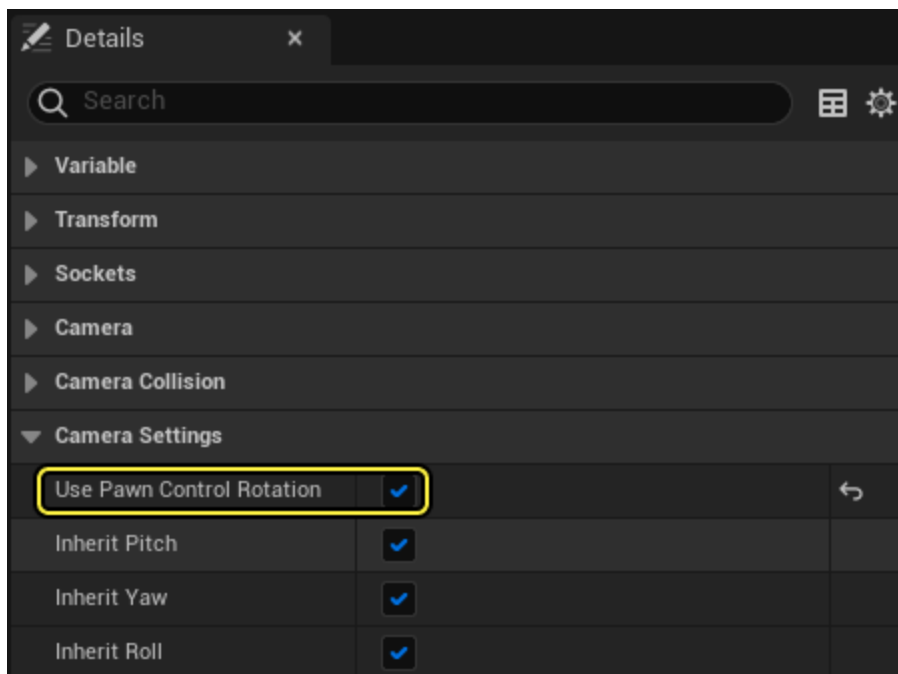 Details
Search
Variable
Transform
Sockets
Camera
Camera Collision
Camera Settings
Use Pawn Control Rotation
Inherit Pitch
Inherit Yaw
Inherit Roll